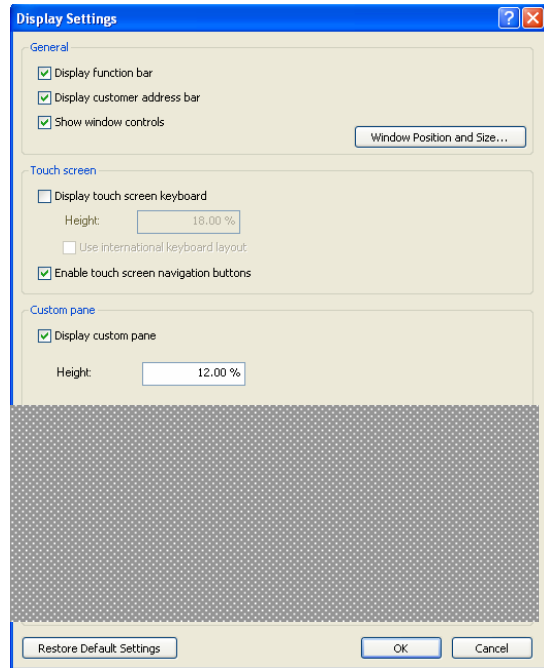 Display Settings
General
Display function bar
Display customer address bar
Show window controls
Window Position and Size...
Touch screen
Display touch screen keyboard
Height: 18.00 %
Use international keyboard layout
Enable touch screen navigation buttons
Custom pane
Display custom pane
Height: 12.00 %
Restore Default Settings OK Cancel